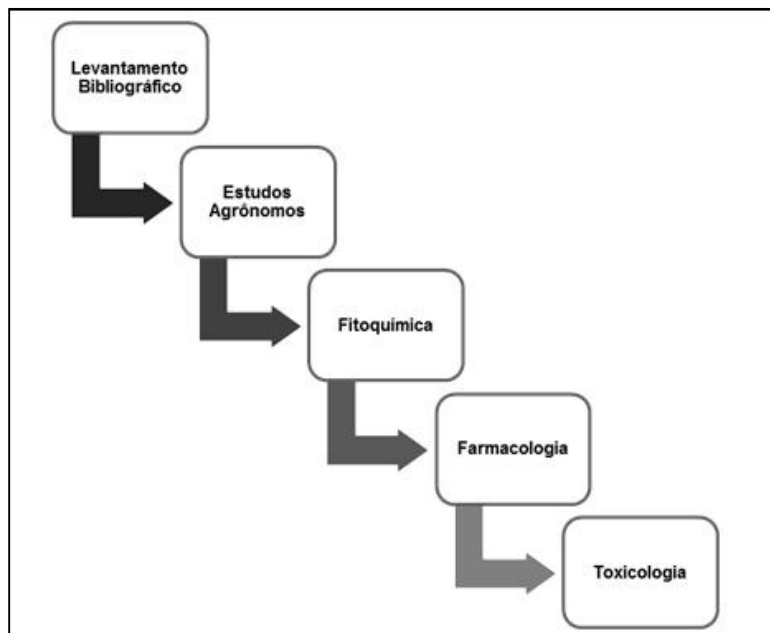 Levantamento
Bibliográfico
Estudos
Agrônomos
Fitoquímica
Farmacologia
Toxicologia